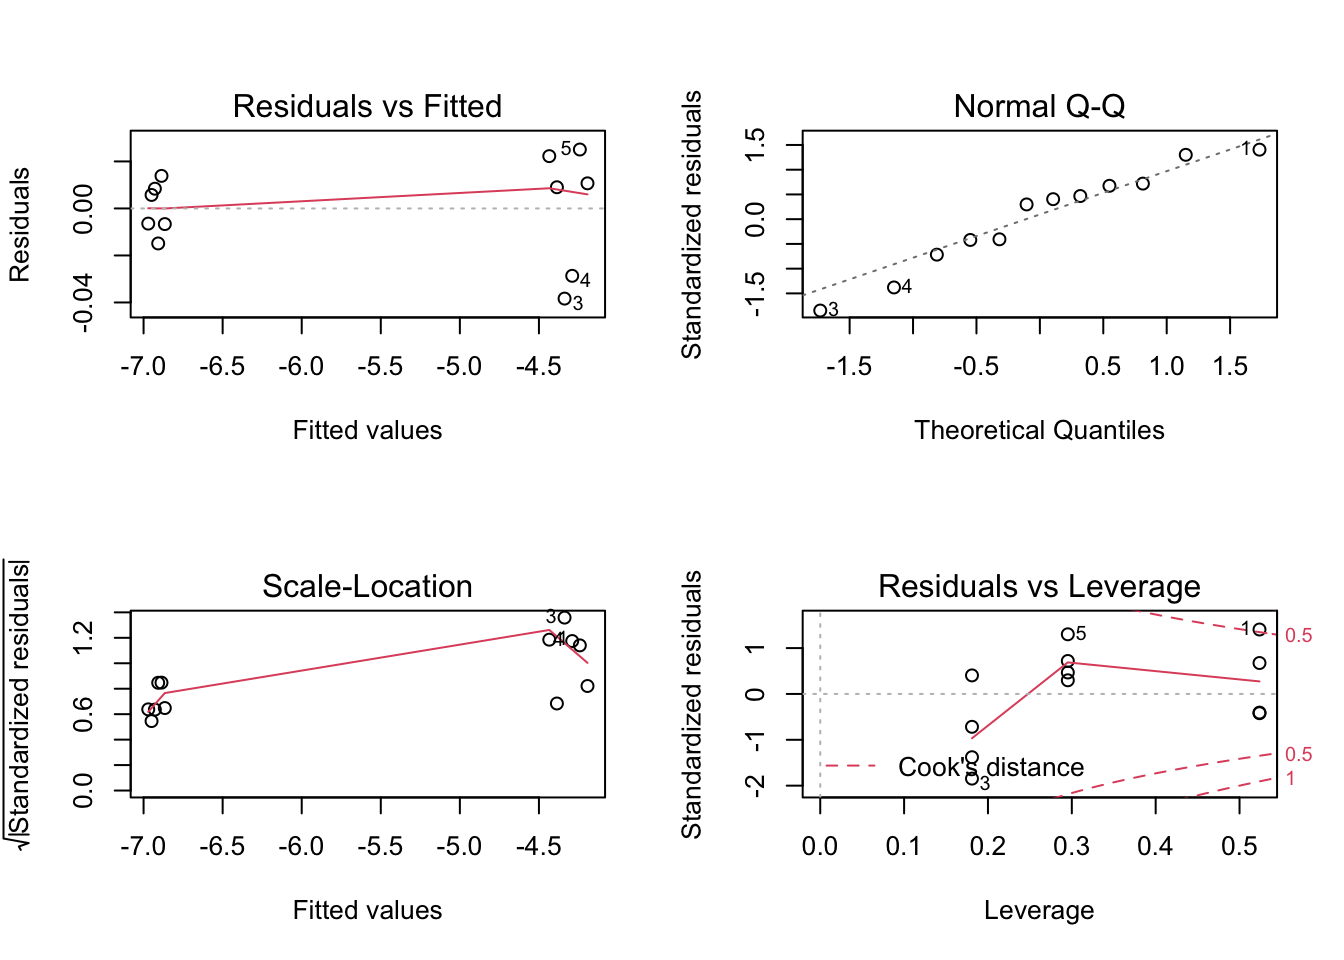 Residuals vs Fitted
Residuals
0.00
-0.04
5
4
3
-7.0 -6.5 -6.0 -5.5 -5.0 -4.5
Fitted values
Normal Q-Q
Standardized residuals
1.5
0.0
-1.5
1
4
3
-1.5 -0.5 0.5 1.0 1.5
Theoretical Quantiles
Scale-Location
√|Standardized residuals|
1.2
0.6
0.0
3
4
1
-7.0 -6.5 -6.0 -5.5 -5.0 -4.5
Fitted values
Residuals vs Leverage
Standardized residuals
1
0
-1
-2
5
1
0.5
Cook's distance
3
0.5
1
0.0 0.1 0.2 0.3 0.4 0.5
Leverage